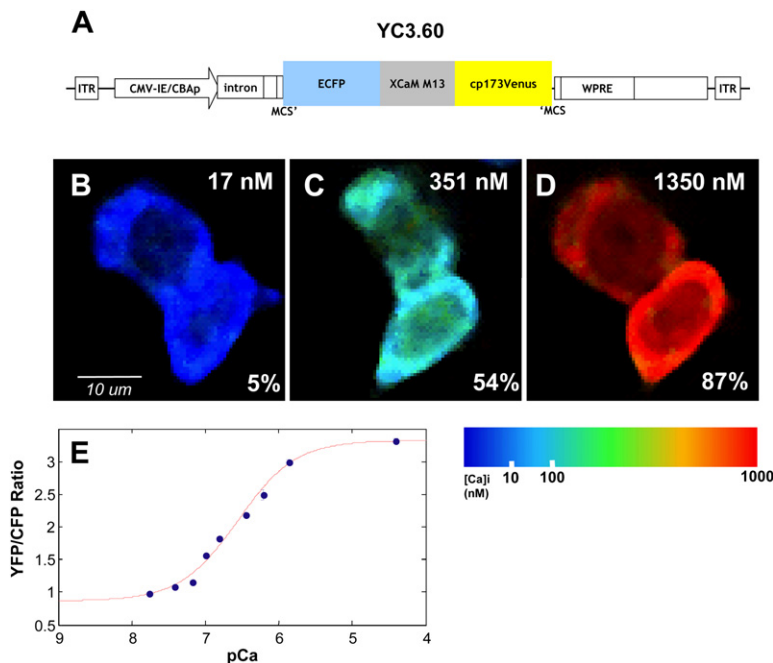 A
YC3.60
ITR
CMV-IE/CBAp
intron
MCS'
ECFP
XCaM M13
cp173Venus
'MCS
WPRE
ITR
B
17 nM
10 um
5%
C
351 nM
54%
D
1350 nM
87%
E
YFP/CFP Ratio
3
2.5
2
1.5
1
0.5
9 8 7 6 5 4
pCa
[Ca]i
(nM)
10 100 1000